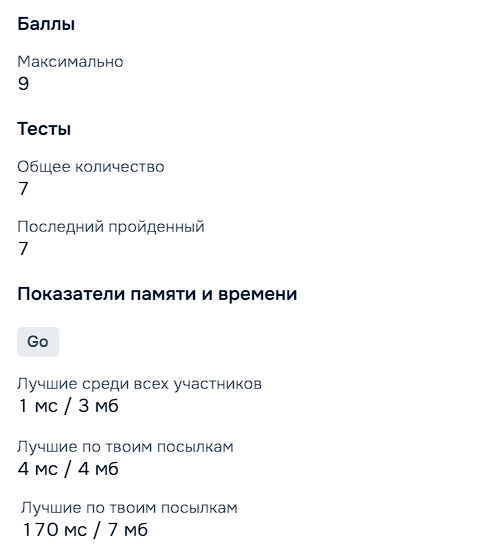 Баллы
Максимально
9
Тесты
Общее количество
7
Последний пройденный
7
Показатели памяти и времени
Go
Лучшие среди всех участников
1 мс / 3 мб
Лучшие по твоим посылкам
4 мс / 4 мб
Лучшие по твоим посылкам
170 мс / 7 мб